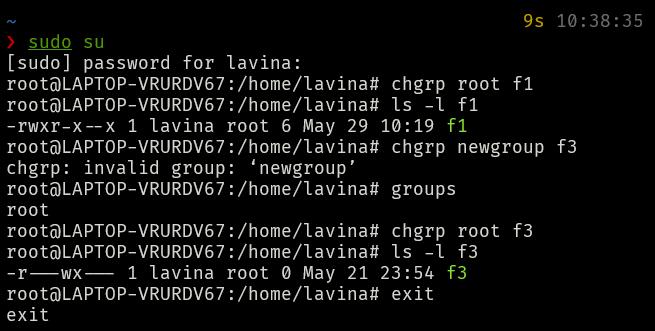 ~ 9s 10:38:35
❯ sudo su
[sudo] password for lavina:
root@LAPTOP-VRURDV67:/home/lavina# chgrp root f1
root@LAPTOP-VRURDV67:/home/lavina# ls -l f1
-rwxr-x--x 1 lavina root 6 May 29 10:19 f1
root@LAPTOP-VRURDV67:/home/lavina# chgrp newgroup f3
chgrp: invalid group: ‘newgroup’
root@LAPTOP-VRURDV67:/home/lavina# groups
root
root@LAPTOP-VRURDV67:/home/lavina# chgrp root f3
root@LAPTOP-VRURDV67:/home/lavina# ls -l f3
-r---wx--- 1 lavina root 0 May 21 23:54 f3
root@LAPTOP-VRURDV67:/home/lavina# exit
exit